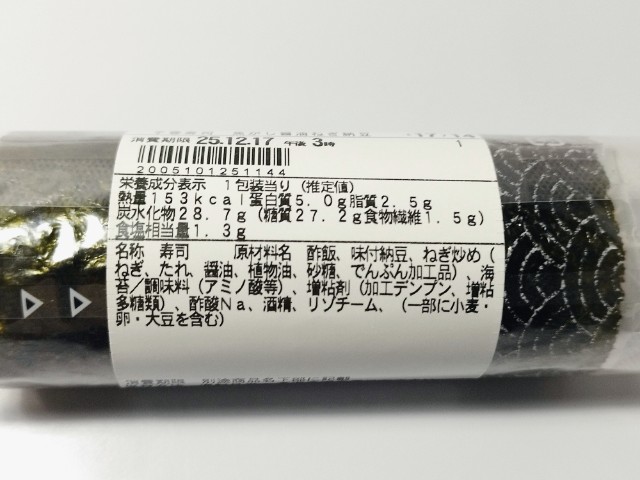 消費期限 25.12.17 午後 3時
1
2005101251144
栄養成分表示 1包装当り (推定値)
熱量153kcal蛋白質5.0g脂質2.5g
炭水化物28.7g(糖質27.2g食物繊維1.5g)
食塩相当量1.3g
名称 寿司 原材料名 酢飯、味付納豆、ねぎ炒め(
ねぎ、たれ、醤油、植物油、砂糖、でんぷん加工品)、海
苔/調味料(アミノ酸等)、増粘剤(加工デンプン、増粘
多糖類)、酢酸Na、酒精、リゾチーム、(一部に小麦・
卵・大豆を含む)